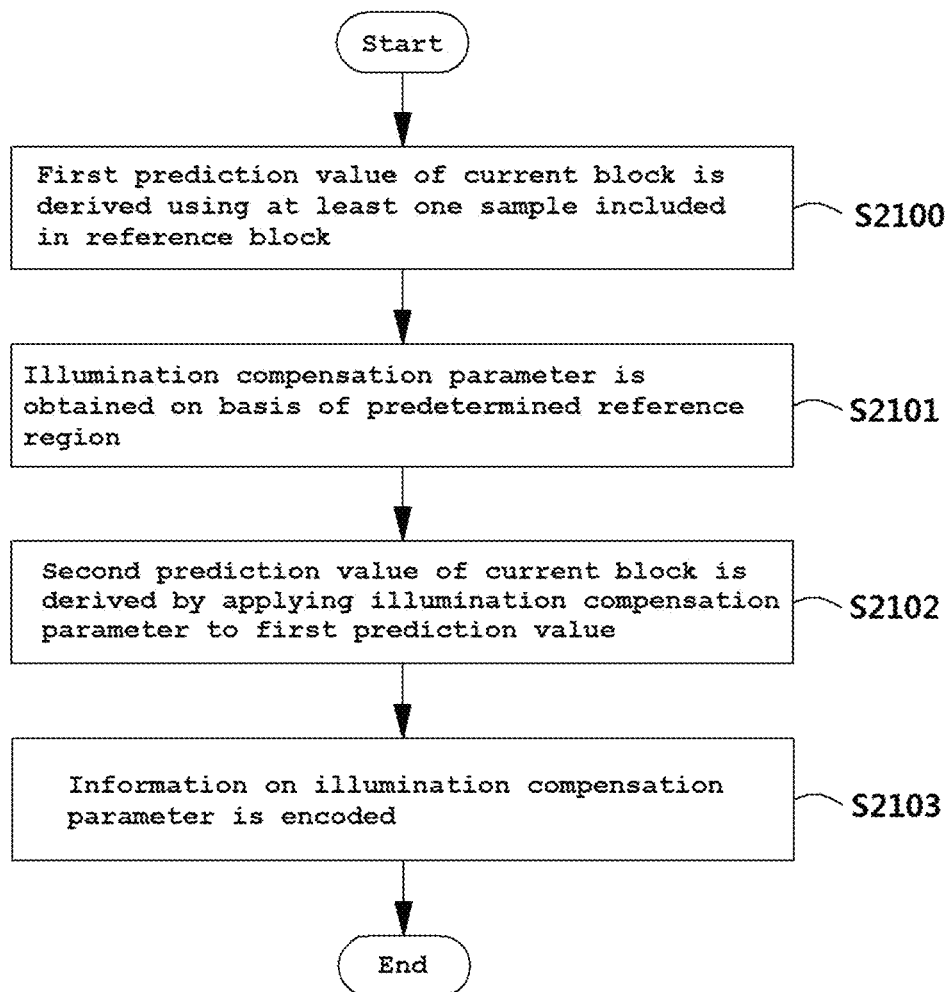 Start
First prediction value of current block is
derived using at least one sample included
in reference block
S2100
Illumination compensation parameter is
obtained on basis of predetermined reference
region
S2101
Second prediction value of current block is
derived by applying illumination compensation
parameter to first prediction value
S2102
Information on illumination compensation
parameter is encoded
S2103
End